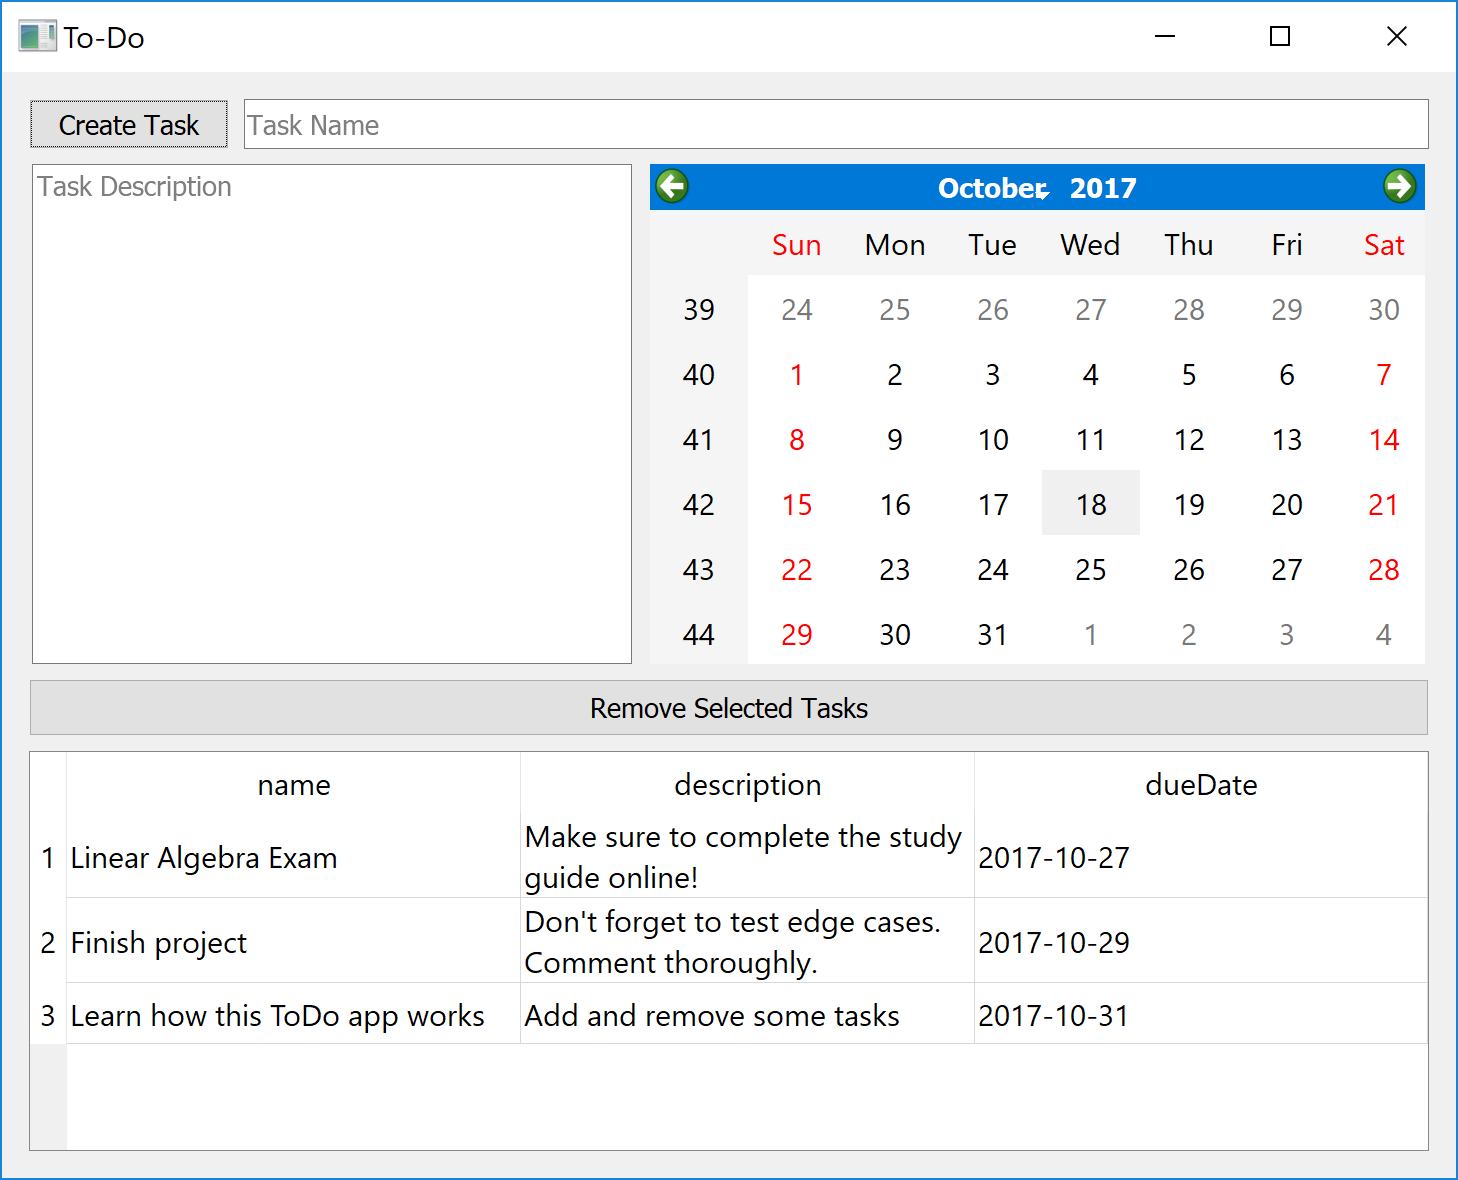 To-Do
Create Task
Task Name
Task Description
October 2017
Sun Mon Tue Wed Thu Fri Sat
39 24 25 26 27 28 29 30
40 1 2 3 4 5 6 7
41 8 9 10 11 12 13 14
42 15 16 17 18 19 20 21
43 22 23 24 25 26 27 28
44 29 30 31 1 2 3 4
Remove Selected Tasks
name description dueDate
1 Linear Algebra Exam
Make sure to complete the study
guide online!
2017-10-27
2 Finish project
Don't forget to test edge cases.
Comment thoroughly.
2017-10-29
3 Learn how this ToDo app works
Add and remove some tasks
2017-10-31